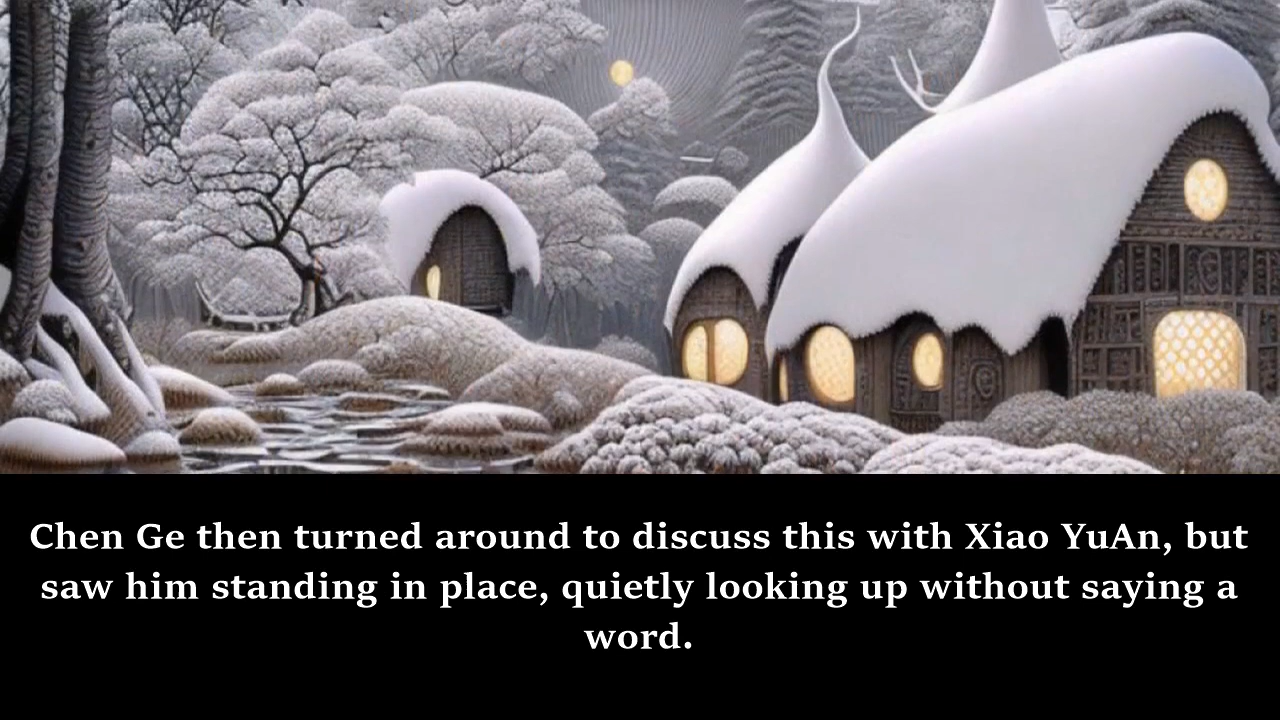 Chen Ge then turned around to discuss this with Xiao YuAn, but
saw him standing in place, quietly looking up without saying a
word.